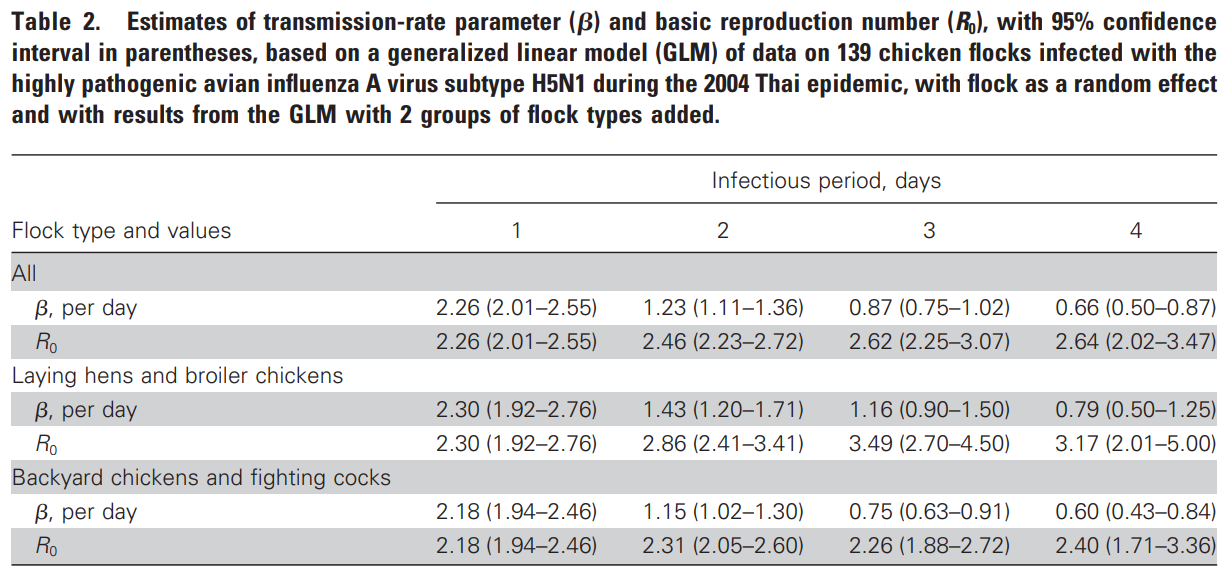 Table 2. Estimates of transmission-rate parameter (β) and basic reproduction number (R0), with 95% confidence
interval in parentheses, based on a generalized linear model (GLM) of data on 139 chicken flocks infected with the
highly pathogenic avian influenza A virus subtype H5N1 during the 2004 Thai epidemic, with flock as a random effect
and with results from the GLM with 2 groups of flock types added.
Infectious period, days
Flock type and values 1 2 3 4
All
β, per day 2.26 (2.01–2.55) 1.23 (1.11–1.36) 0.87 (0.75–1.02) 0.66 (0.50–0.87)
R0 2.26 (2.01–2.55) 2.46 (2.23–2.72) 2.62 (2.25–3.07) 2.64 (2.02–3.47)
Laying hens and broiler chickens
β, per day 2.30 (1.92–2.76) 1.43 (1.20–1.71) 1.16 (0.90–1.50) 0.79 (0.50–1.25)
R0 2.30 (1.92–2.76) 2.86 (2.41–3.41) 3.49 (2.70–4.50) 3.17 (2.01–5.00)
Backyard chickens and fighting cocks
β, per day 2.18 (1.94–2.46) 1.15 (1.02–1.30) 0.75 (0.63–0.91) 0.60 (0.43–0.84)
R0 2.18 (1.94–2.46) 2.31 (2.05–2.60) 2.26 (1.88–2.72) 2.40 (1.71–3.36)